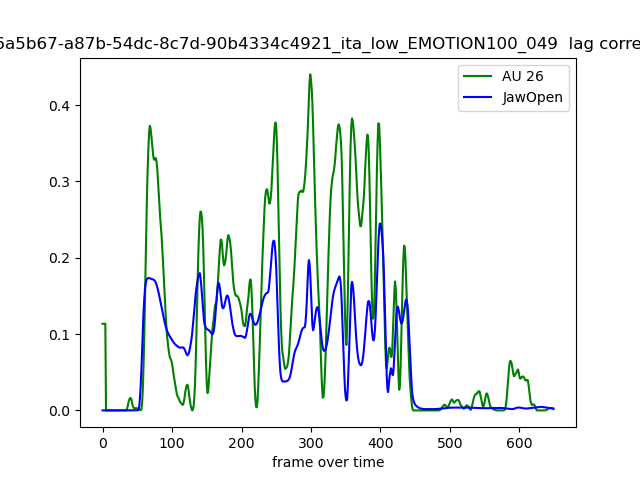 6a5b67-a87b-54dc-8c7d-90b4334c4921_ita_low_EMOTION100_049 lag corre
AU 26
JawOpen
0.4
0.3
0.2
0.1
0.0
0 100 200 300 400 500 600
frame over time